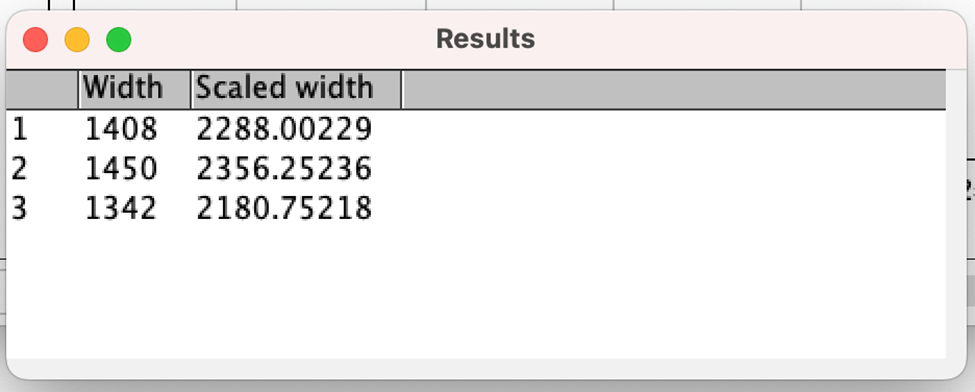 Results
Width Scaled width
1 1408 2288.00229
2 1450 2356.25236
3 1342 2180.75218